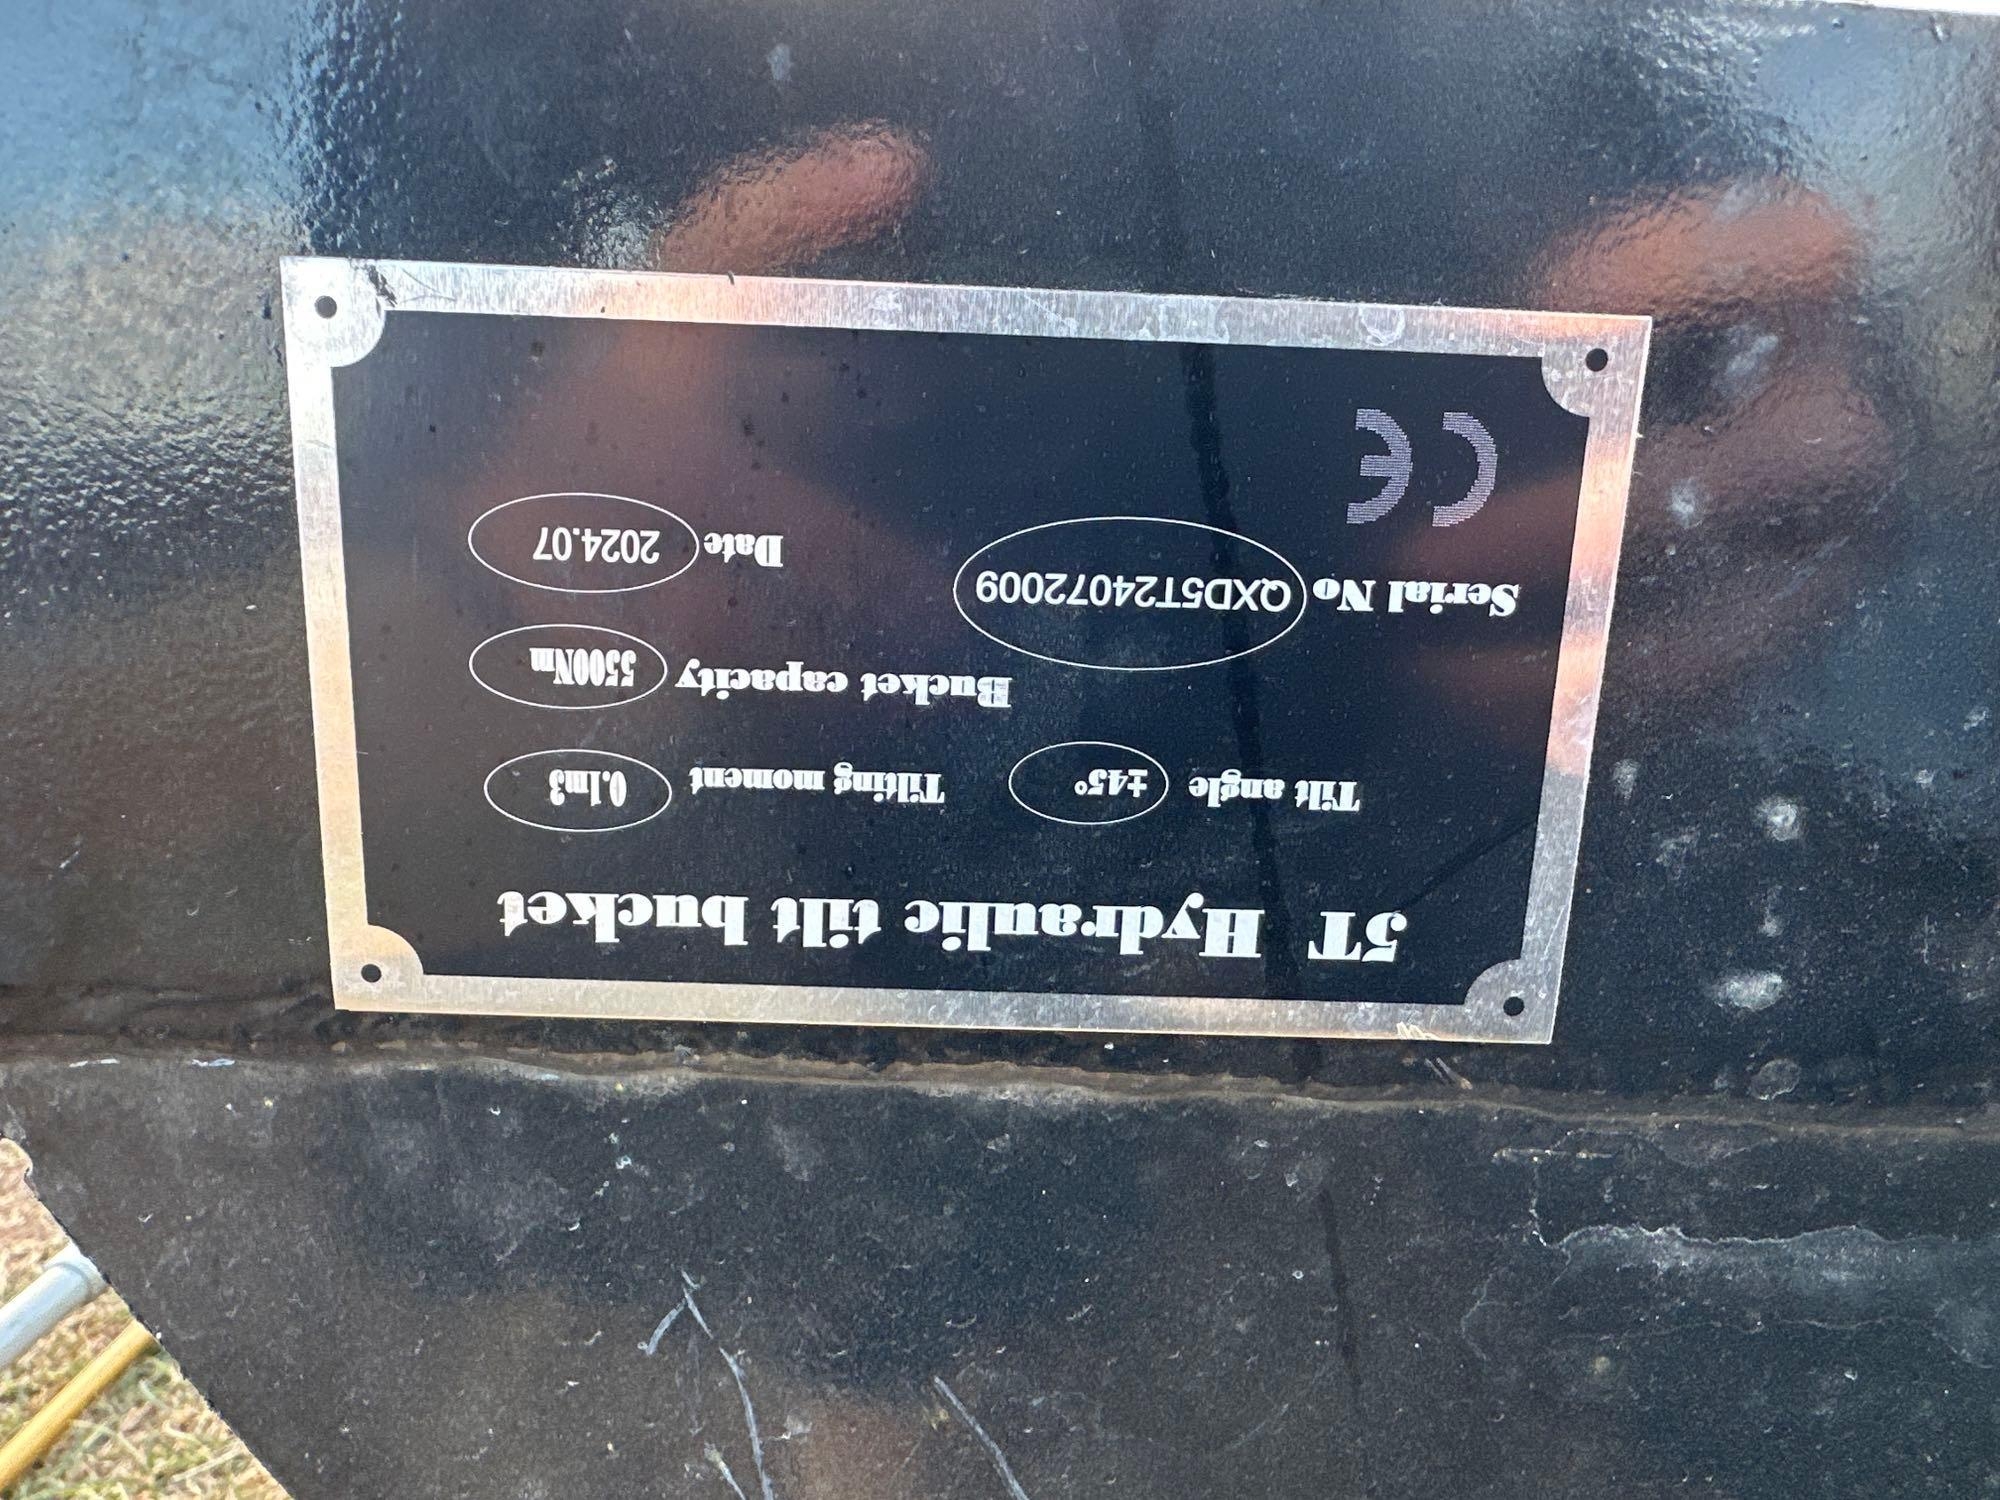 5T Hydraulic tilt bucket
Tilt angle ±45° Tilting moment 0.1m3
Bucket capacity 5500Nm
Serial No QXD5T24072009 Date 2024.07
CE